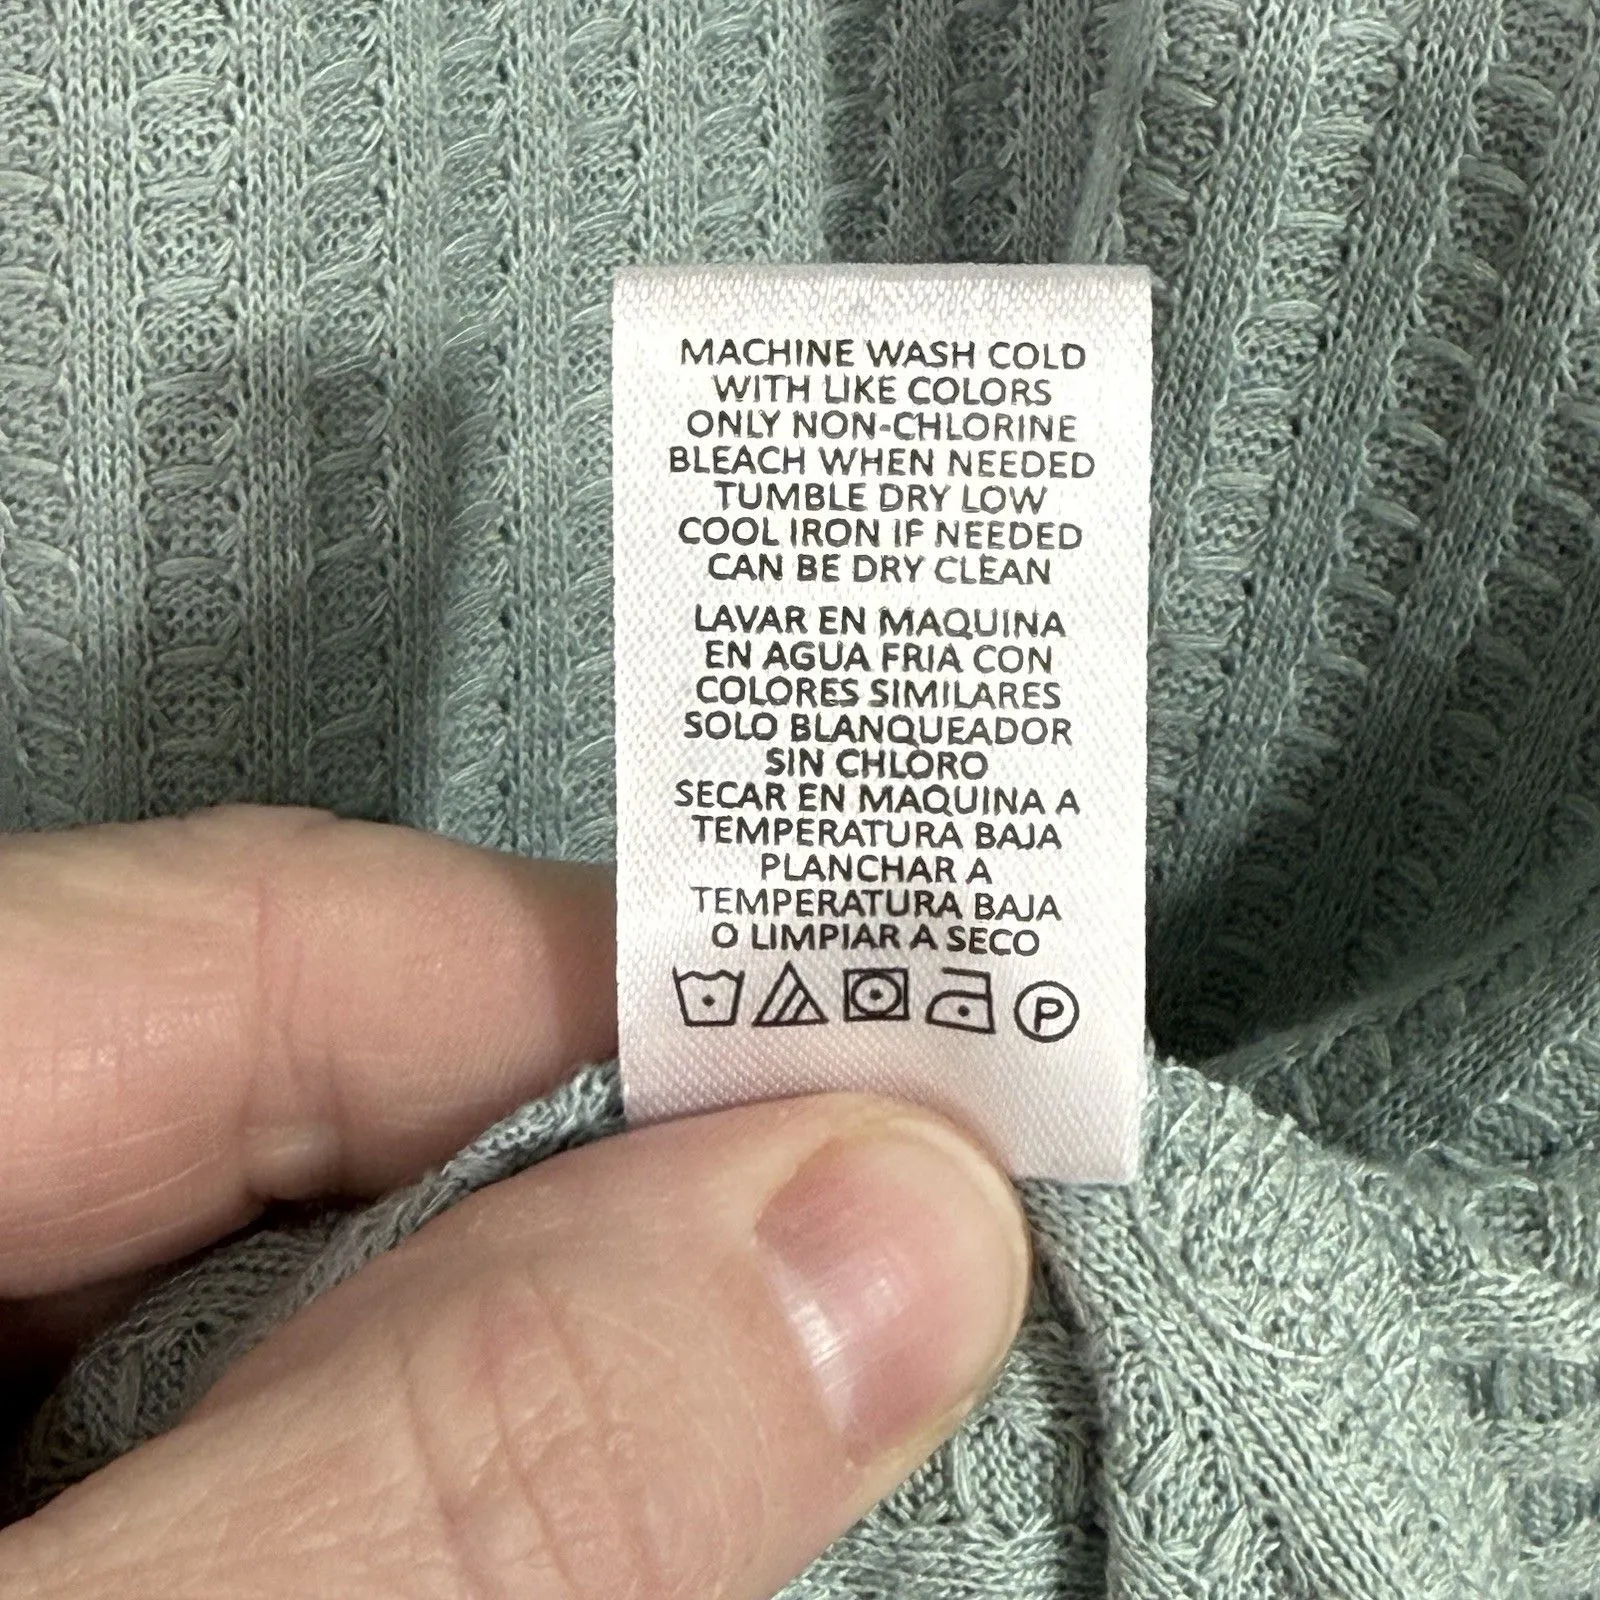 MACHINE WASH COLD
WITH LIKE COLORS
ONLY NON-CHLORINE
BLEACH WHEN NEEDED
TUMBLE DRY LOW
COOL IRON IF NEEDED
CAN BE DRY CLEAN
LAVAR EN MAQUINA
EN AGUA FRIA CON
COLORES SIMILARES
SOLO BLANQUEADOR
SIN CHLORO
SECAR EN MAQUINA A
TEMPERATURA BAJA
PLANCHAR A
TEMPERATURA BAJA
O LIMPIAR A SECO
P